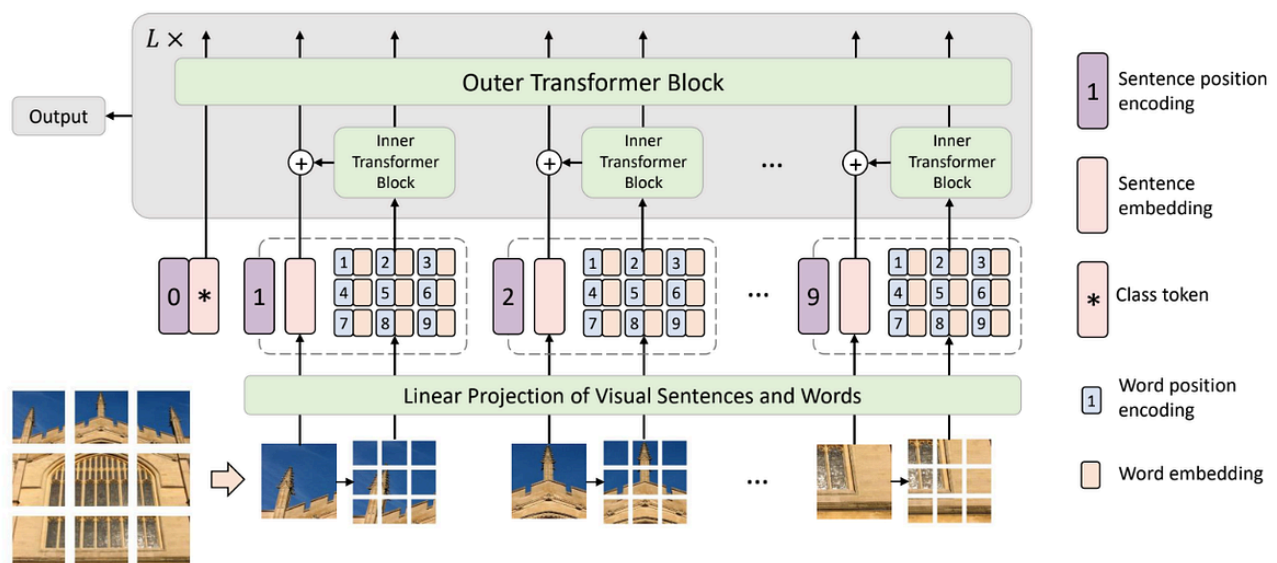 L ×
Outer Transformer Block
Output
Inner
Transformer
Block
Inner
Transformer
Block
Inner
Transformer
Block
+
+
...
+
0 *
1
1 2 3
4 5 6
7 8 9
2
1 2 3
4 5 6
7 8 9
...
9
1 2 3
4 5 6
7 8 9
Linear Projection of Visual Sentences and Words
...
1 Sentence position
encoding
Sentence
embedding
* Class token
1 Word position
encoding
Word embedding